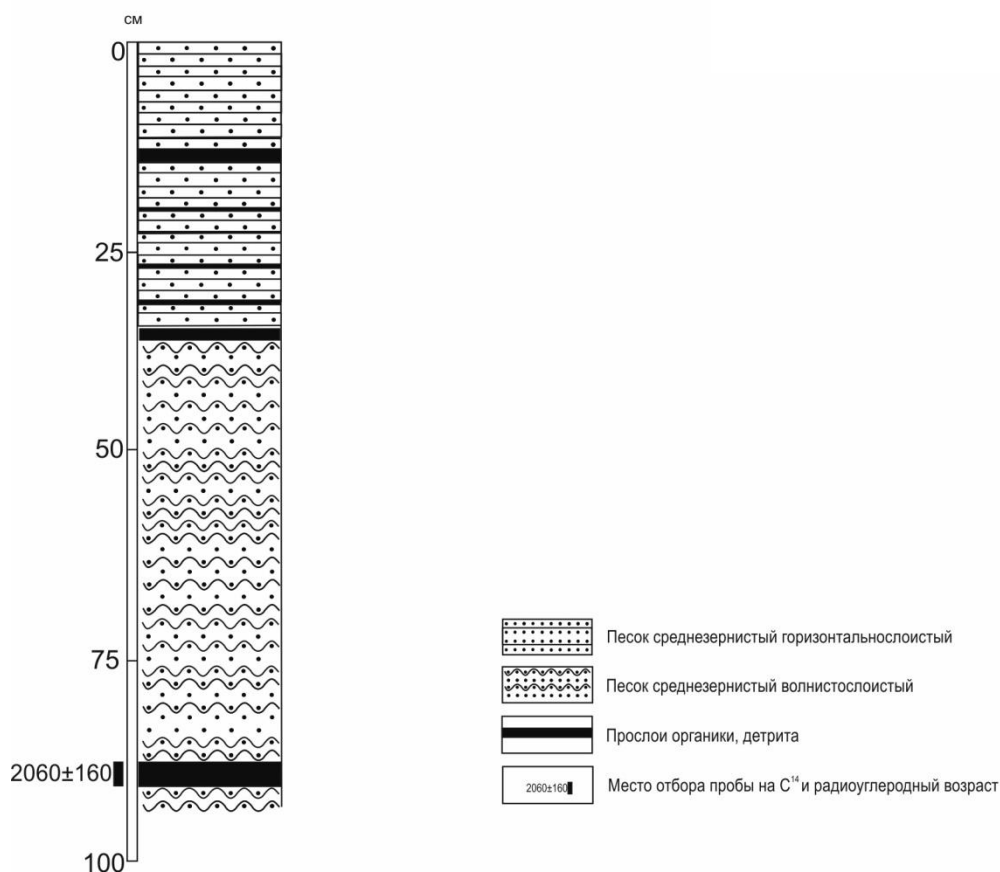 см
0
25
50
75
2060±160
100
Песок среднезернистый горизонтальнослоистый
Песок среднезернистый волнистослоистый
Прослои органики, детрита
2060±160
Место отбора пробы на С¹⁴ и радиоуглеродный возраст